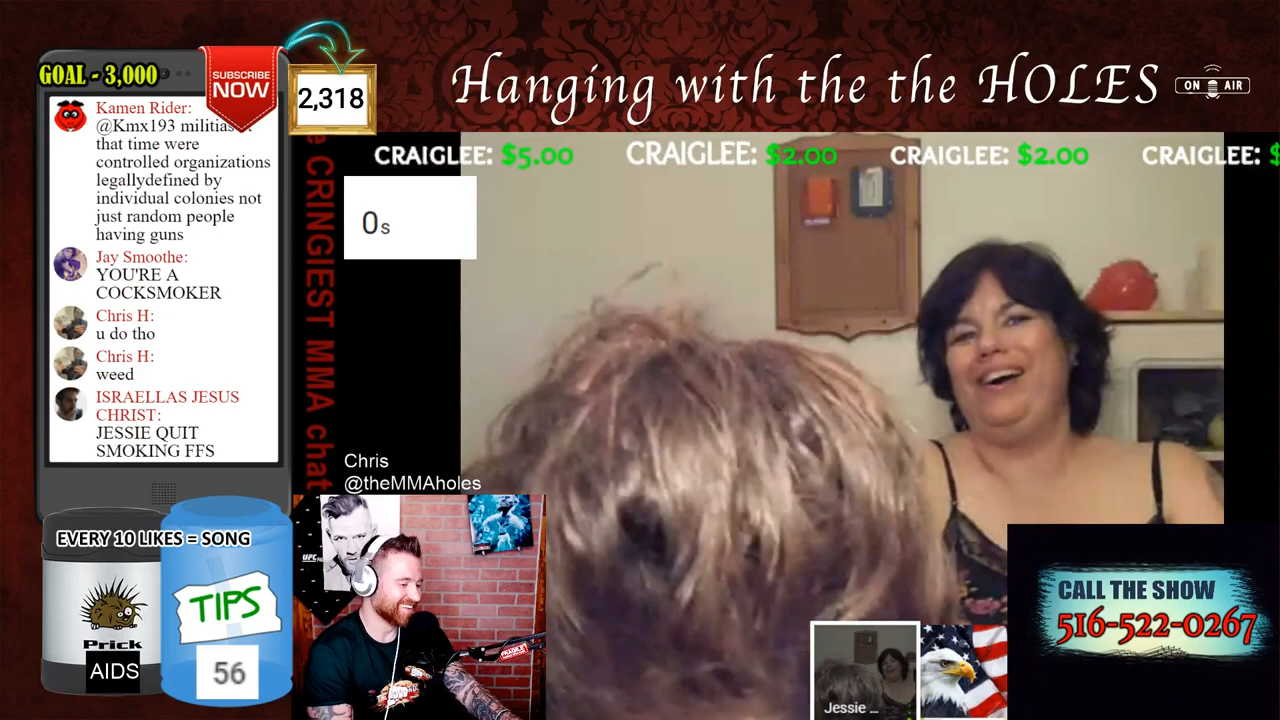 GOAL - 3,000
SUBSCRIBE
NOW
2,318
Hanging with the the HOLES
ON AIR
CRAIGLEE: $5.00 CRAIGLEE: $2.00 CRAIGLEE: $2.00 CRAIGLEE: $
Kamen Rider:
that time were
controlled organizations
legallydefined by
individual colonies not
just random people
having guns
Jay Smoothe:
YOU'RE A
COCKSMOKER
Chris H:
u do tho
Chris H:
weed
ISRAELLAS JESUS
CHRIST:
JESSIE QUIT
SMOKING FFS
0s
CRINGIEST MMA chat
Chris
@theMMAholes
EVERY 10 LIKES = SONG
Prick
AIDS
TIPS
56
UFC
FRAGILE
Jessie ...
CALL THE SHOW
516-522-0267